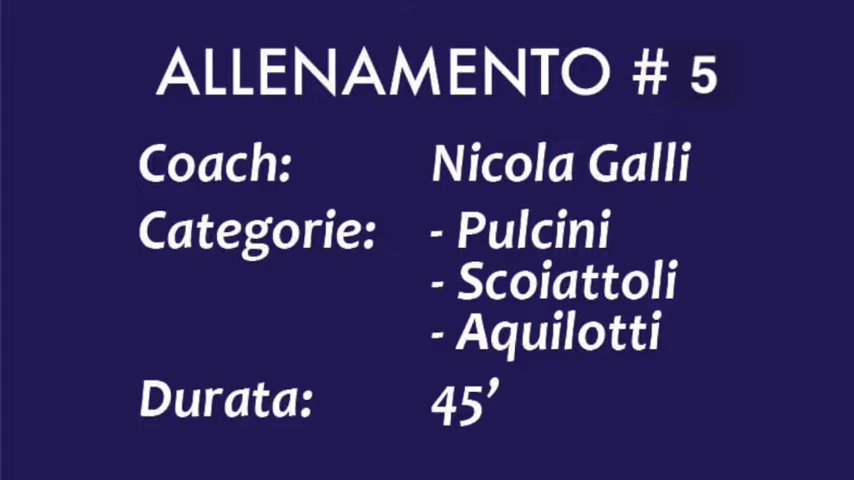 ALLENAMENTO # 5
Coach: Nicola Galli
Categorie: - Pulcini
- Scoiattoli
- Aquilotti
Durata: 45’